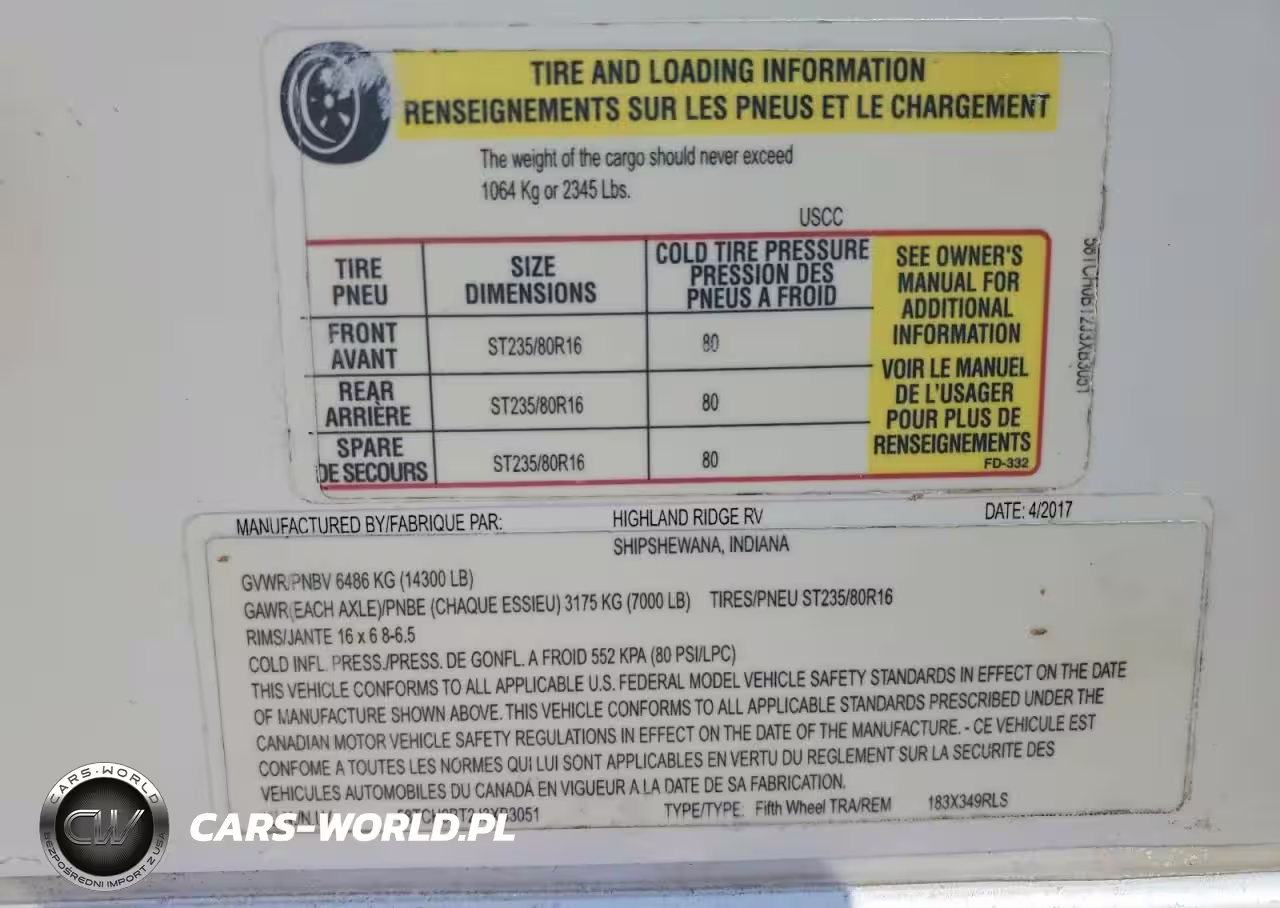 TIRE AND LOADING INFORMATION
RENSEIGNEMENTS SUR LES PNEUS ET LE CHARGEMENT
The weight of the cargo should never exceed
1064 Kg or 2345 Lbs.
USCC
TIRE PNEU SIZE DIMENSIONS COLD TIRE PRESSURE PRESSION DES PNEUS A FROID
FRONT AVANT ST235/80R16 80
REAR ARRIÈRE ST235/80R16 80
SPARE DE SECOURS ST235/80R16 80
SEE OWNER'S
MANUAL FOR
ADDITIONAL
INFORMATION
VOIR LE MANUEL
DE L'USAGER
POUR PLUS DE
RENSEIGNEMENTS
FD-332
MANUFACTURED BY/FABRIQUE PAR: HIGHLAND RIDGE RV DATE: 4/2017
SHIPSHEWANA, INDIANA
GVWR/PNBV 6486 KG (14300 LB)
GAWR(EACH AXLE)/PNBE (CHAQUE ESSIEU) 3175 KG (7000 LB) TIRES/PNEU ST235/80R16
RIMS/JANTE 16 x 6 8-6.5
COLD INFL. PRESS./PRESS. DE GONFL. A FROID 552 KPA (80 PSI/LPC)
THIS VEHICLE CONFORMS TO ALL APPLICABLE U.S. FEDERAL MODEL VEHICLE SAFETY STANDARDS IN EFFECT ON THE DATE
OF MANUFACTURE SHOWN ABOVE. THIS VEHICLE CONFORMS TO ALL APPLICABLE STANDARDS PRESCRIBED UNDER THE
CANADIAN MOTOR VEHICLE SAFETY REGULATIONS IN EFFECT ON THE DATE OF THE MANUFACTURE. - CE VEHICULE EST
CONFOME A TOUTES LES NORMES QUI LUI SONT APPLICABLES EN VERTU DU REGLEMENT SUR LA SECURITE DES
VEHICULES AUTOMOBILES DU CANADA EN VIGUEUR A LA DATE DE SA FABRICATION.
TYPE/TYPE: Fifth Wheel TRA/REM 183X349RLS
CARS-WORLD
CW
BEZPOŚREDNI IMPORT Z USA
CARS-WORLD.PL